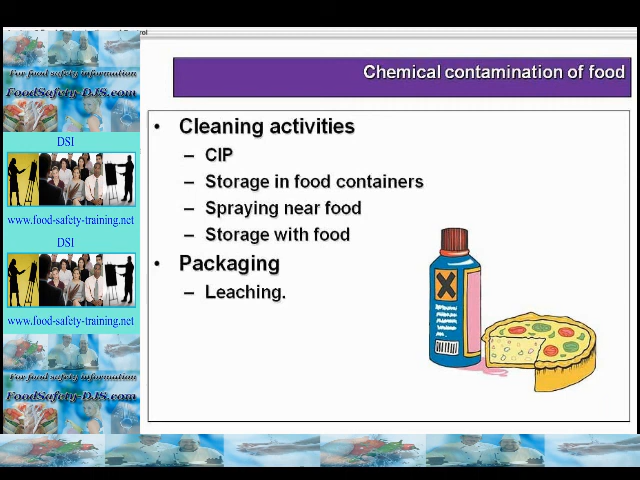 For food safety information
FoodSafety-DJS.com
DSI
www.food-safety-training.net
DSI
www.food-safety-training.net
For food safety information
FoodSafety-DJS.com
Chemical contamination of food
• Cleaning activities
– CIP
– Storage in food containers
– Spraying near food
– Storage with food
• Packaging
– Leaching.